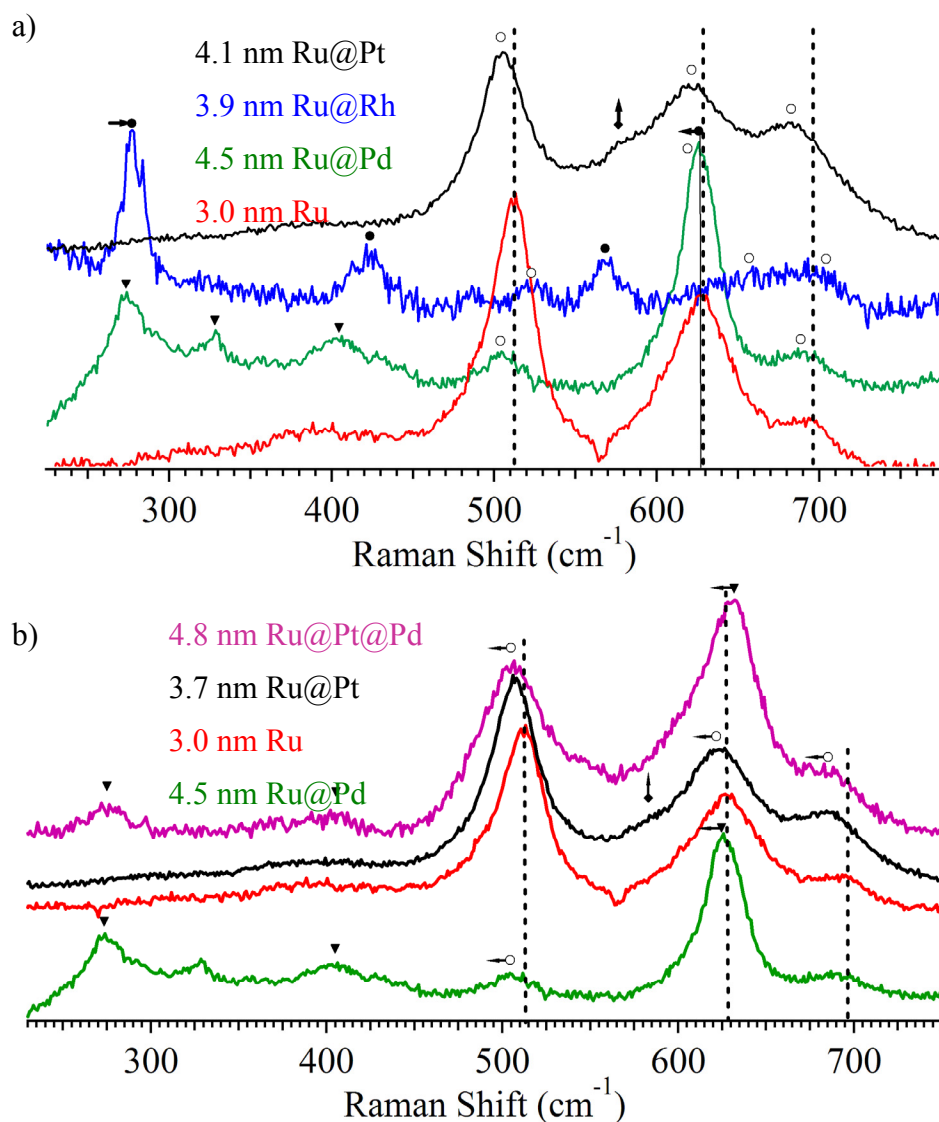 a)
4.1 nm Ru@Pt
3.9 nm Ru@Rh
4.5 nm Ru@Pd
3.0 nm Ru
300 400 500 600 700
Raman Shift (cm⁻¹)
b)
4.8 nm Ru@Pt@Pd
3.7 nm Ru@Pt
3.0 nm Ru
4.5 nm Ru@Pd
300 400 500 600 700
Raman Shift (cm⁻¹)